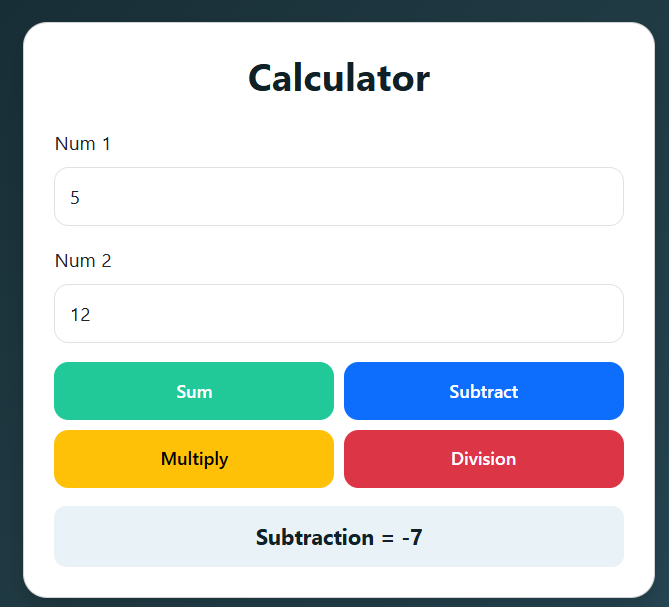 Calculator
Num 1
5
Num 2
12
Sum Subtract
Multiply Division
Subtraction = -7